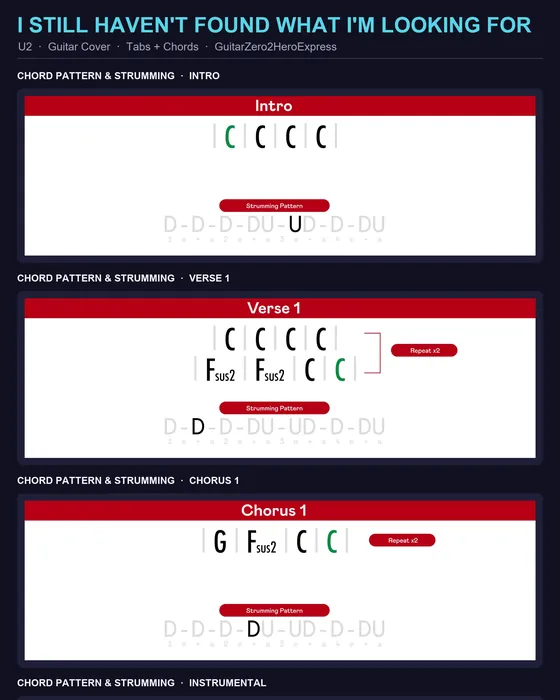 I STILL HAVEN'T FOUND WHAT I'M LOOKING FOR
U2 · Guitar Cover · Tabs + Chords · GuitarZero2HeroExpress
CHORD PATTERN & STRUMMING · INTRO
Intro
| C | C | C | C |
Strumming Pattern
D-D-D-DU-UD-D-DU
CHORD PATTERN & STRUMMING · VERSE 1
Verse 1
| C | C | C | C |
Repeat x2
| Fsus2 | Fsus2 | C | C |
Strumming Pattern
D-D-D-DU-UD-D-DU
CHORD PATTERN & STRUMMING · CHORUS 1
Chorus 1
| G | Fsus2 | C | C |
Repeat x2
Strumming Pattern
D-D-D-DU-UD-D-DU
CHORD PATTERN & STRUMMING · INSTRUMENTAL